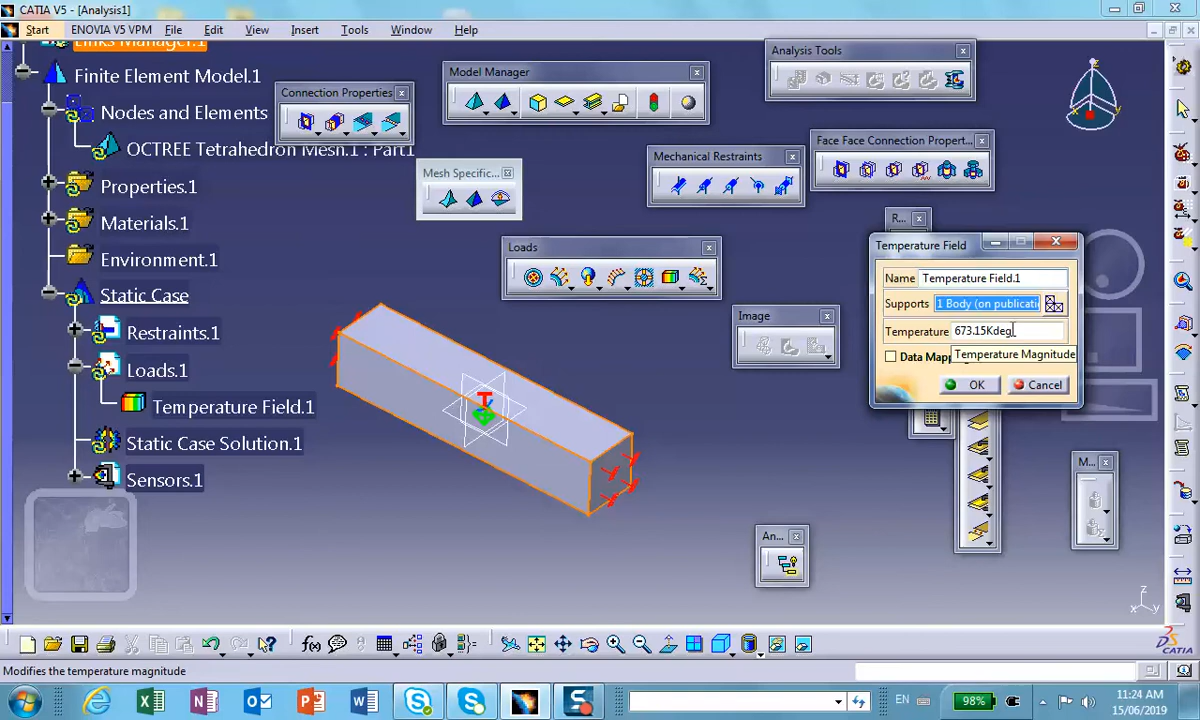 CATIA V5 - [Analysis1]
Start ENOVIA V5 VPM File Edit View Insert Tools Window Help
Links Manager.1
Finite Element Model.1
Nodes and Elements
OCTREE Tetrahedron Mesh.1 : Part1
Properties.1
Materials.1
Environment.1
Static Case
Restraints.1
Loads.1
Temperature Field.1
Static Case Solution.1
Sensors.1
Connection Properties
Model Manager
Analysis Tools
Mesh Specific...
Mechanical Restraints
Face Face Connection Propert...
R...
Loads
Image
Temperature Field
Name Temperature Field.1
Supports 1 Body (on publicati
Temperature 673.15Kdeg
Data Mapp
Temperature Magnitude
OK Cancel
M...
An...
T
x y
z
x y
CATIA
Modifies the temperature magnitude
EN
98%
11:24 AM
15/06/2019